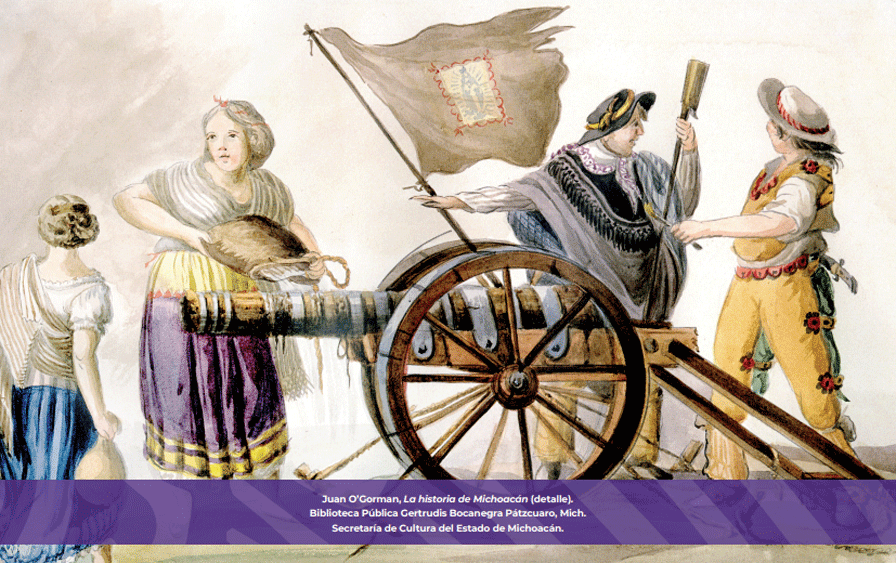 Juan O'Gorman, La historia de Michoacán (detalle).
Biblioteca Pública Gertrudis Bocanegra Pátzcuaro, Mich.
Secretaría de Cultura del Estado de Michoacán.